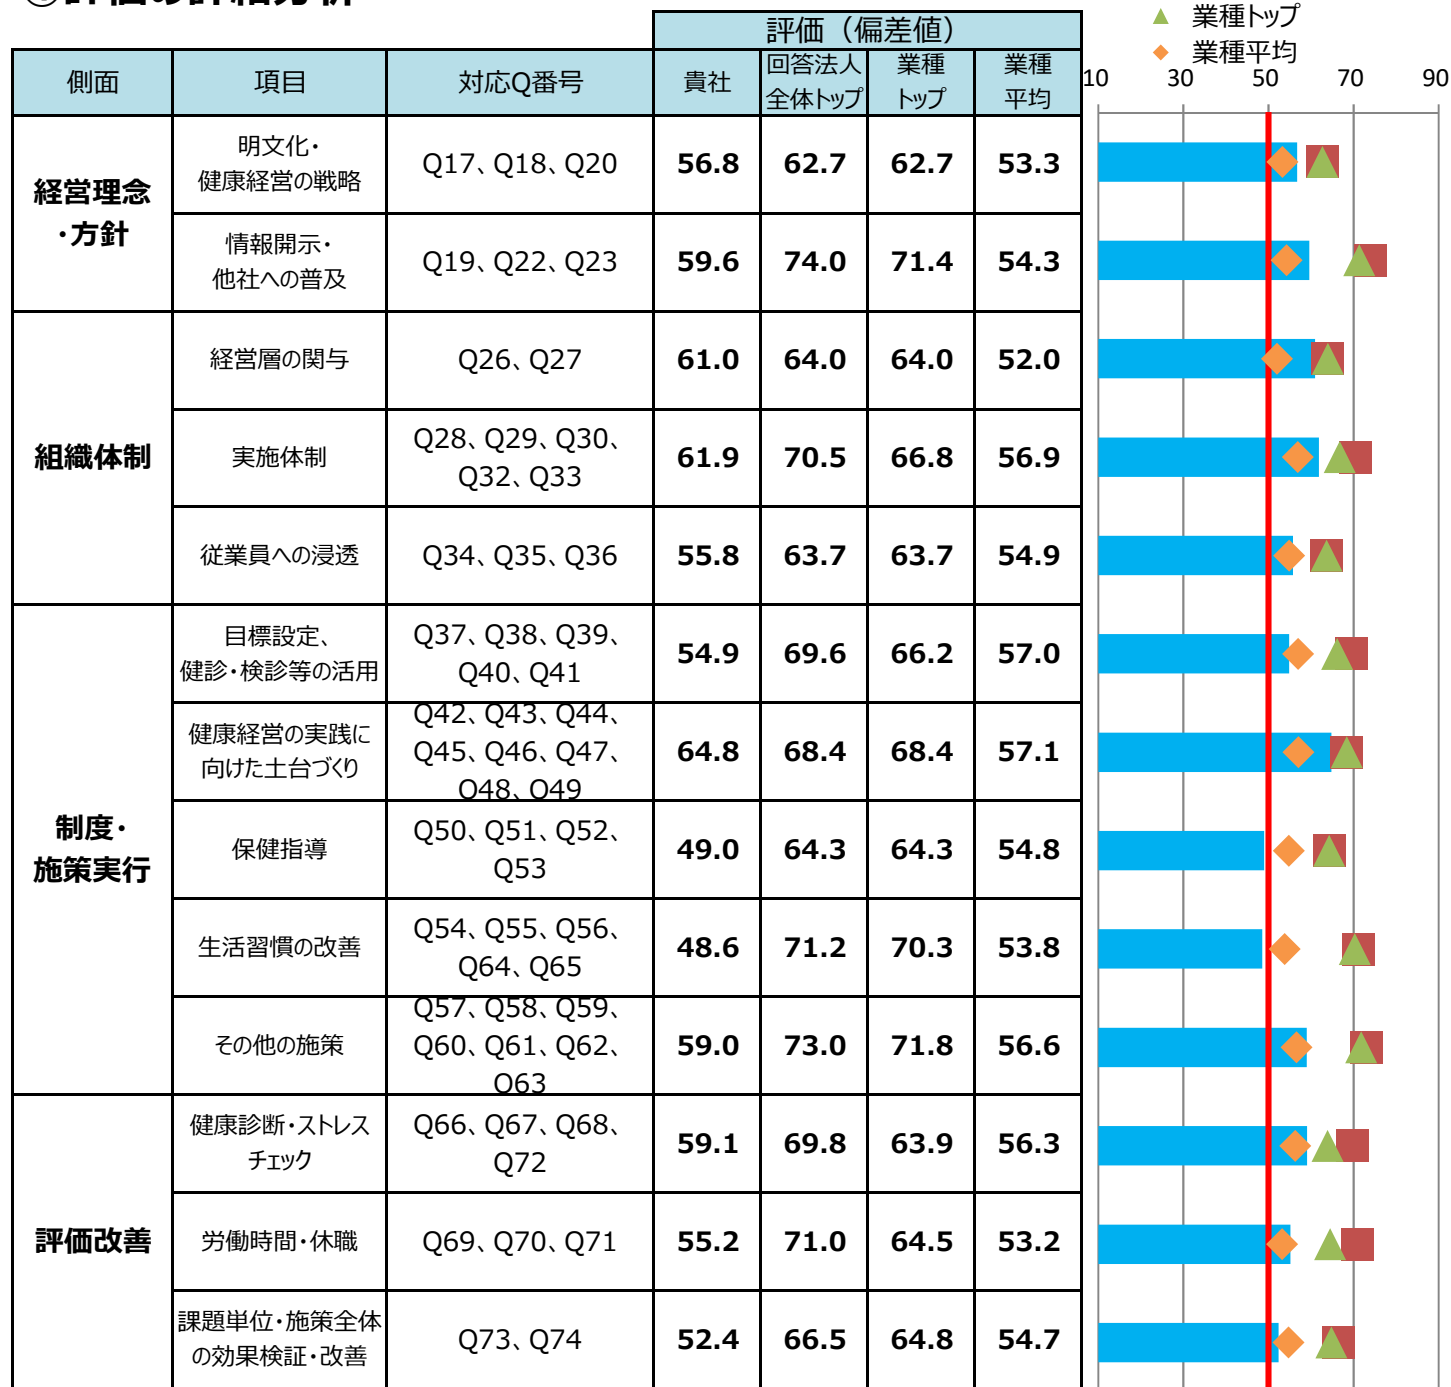 評価（偏差値）
側面 項目 対応Q番号 貴社 回答法人 全体トップ 業種 トップ 業種 平均
▲ 業種トップ
◆ 業種平均
10 30 50 70 90
経営理念
・方針
明文化・
健康経営の戦略
Q17、Q18、Q20 56.8 62.7 62.7 53.3
情報開示・
他社への普及
Q19、Q22、Q23 59.6 74.0 71.4 54.3
組織体制
経営層の関与 Q26、Q27 61.0 64.0 64.0 52.0
実施体制
Q28、Q29、Q30、
Q32、Q33
61.9 70.5 66.8 56.9
従業員への浸透 Q34、Q35、Q36 55.8 63.7 63.7 54.9
制度・
施策実行
目標設定、
健診・検診等の活用
Q37、Q38、Q39、
Q40、Q41
54.9 69.6 66.2 57.0
健康経営の実践に
向けた土台づくり
Q42、Q43、Q44、
Q45、Q46、Q47、
Q48、Q49
64.8 68.4 68.4 57.1
保健指導
Q50、Q51、Q52、
Q53
49.0 64.3 64.3 54.8
生活習慣の改善
Q54、Q55、Q56、
Q64、Q65
48.6 71.2 70.3 53.8
その他の施策
Q57、Q58、Q59、
Q60、Q61、Q62、
Q63
59.0 73.0 71.8 56.6
評価改善
健康診断・ストレス
チェック
Q66、Q67、Q68、
Q72
59.1 69.8 63.9 56.3
労働時間・休職 Q69、Q70、Q71 55.2 71.0 64.5 53.2
課題単位・施策全体
の効果検証・改善
Q73、Q74 52.4 66.5 64.8 54.7